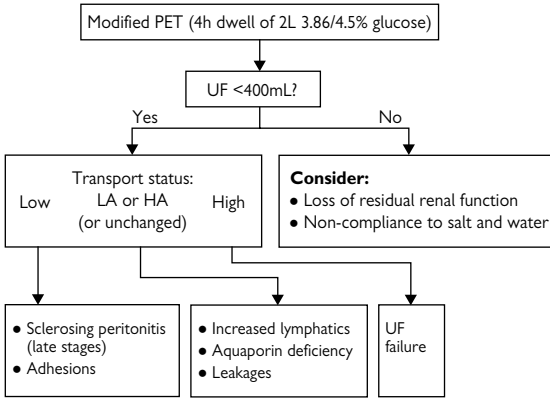 Modified PET (4h dwell of 2L 3.86/4.5% glucose)
UF <400mL?
Yes
No
Transport status:
Low
LA or HA
High
(or unchanged)
Consider:
• Loss of residual renal function
• Non-compliance to salt and water
• Sclerosing peritonitis
(late stages)
• Adhesions
• Increased lymphatics
• Aquaporin deficiency
• Leakages
UF
failure